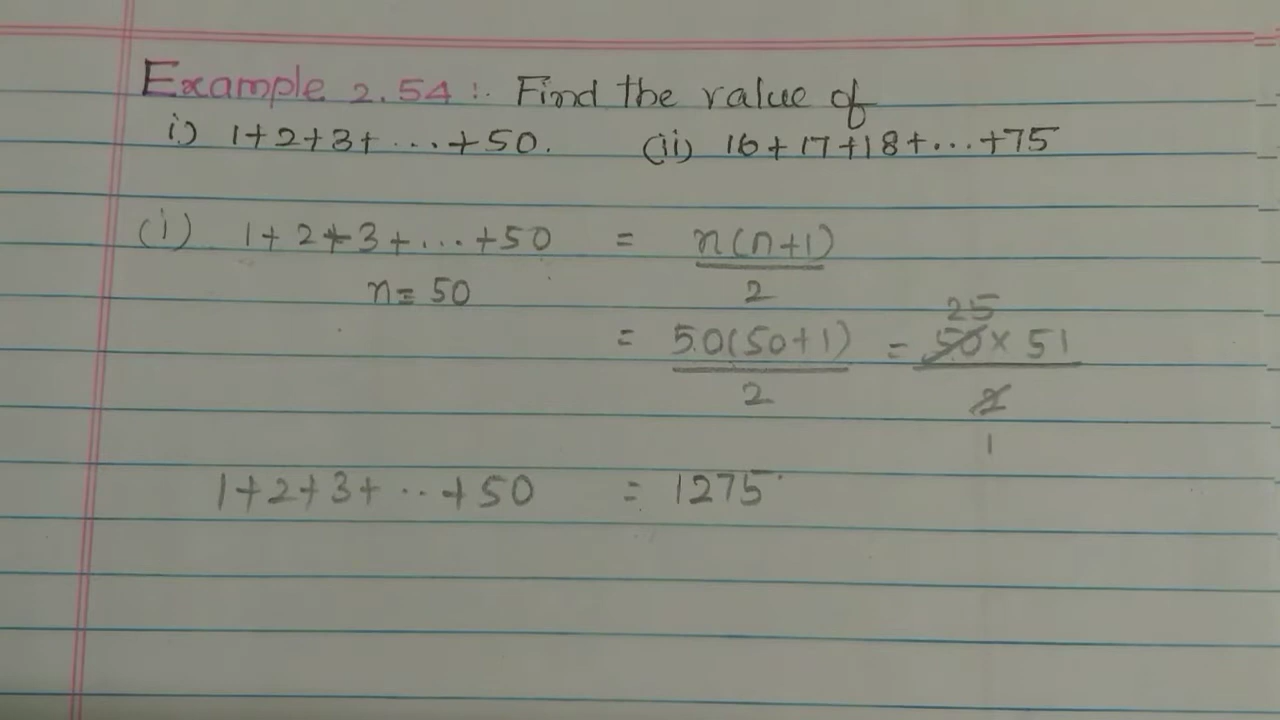 Example 2.54 :. Find the value of
i.) 1+2+3+ ... +50. (ii) 16+17+18+...+75
(i) 1+2+3+...+50 = n(n+1)
n=50 2
25
= 50(50+1) = 50 × 51
2 2
1
1+2+3+ ... +50 = 1275